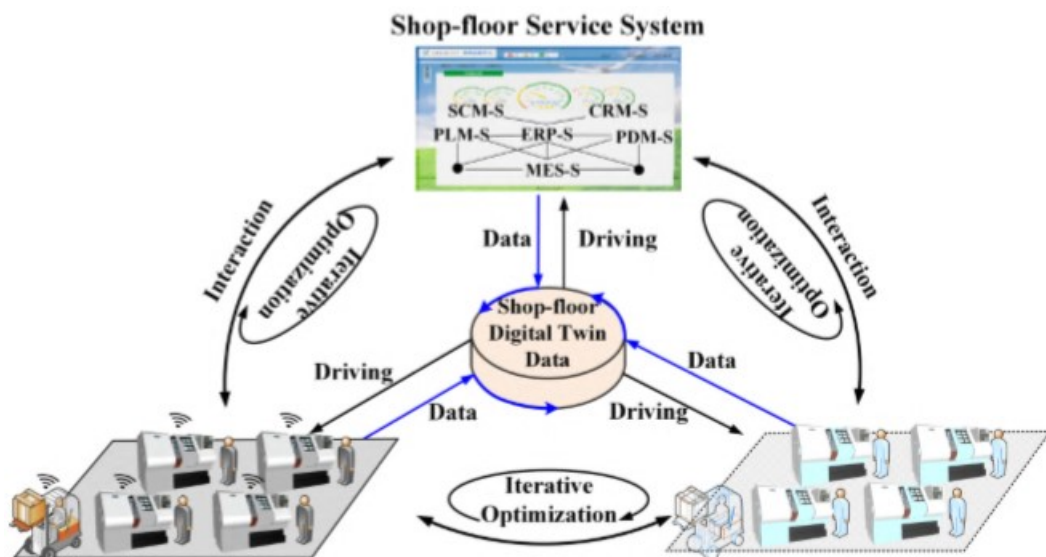 Shop-floor Service System
SCM-S
CRM-S
PLM-S
ERP-S
PDM-S
MES-S
Interaction
Iterative
Optimization
Data
Driving
Iterative
Optimization
Interaction
Shop-floor
Digital Twin
Data
Driving
Data
Data
Driving
Iterative
Optimization